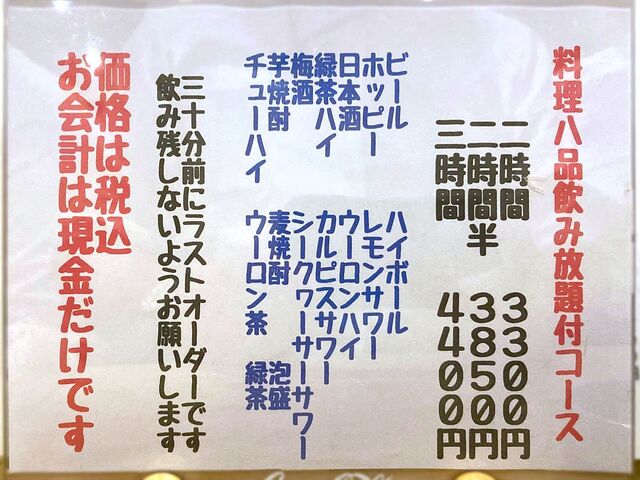 料理八品飲み放題付コース
二時間 3300円
二時間半 3850円
三時間 4400円
ビール ハイボール
ホッピー レモンサワー
日本酒 ウーロンハイ
緑茶ハイ カルピスサワー
梅酒 シークヮーサーサワー
芋焼酎 麦焼酎 泡盛
チューハイ ウーロン茶 緑茶
三十分前にラストオーダーです
飲み残しないようお願いします
価格は税込
お会計は現金だけです